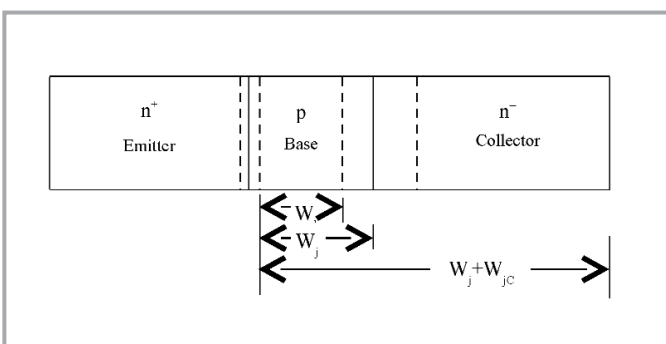 n⁺ p n⁻
Emitter Base Collector
W
W_j
W_j+W_jC